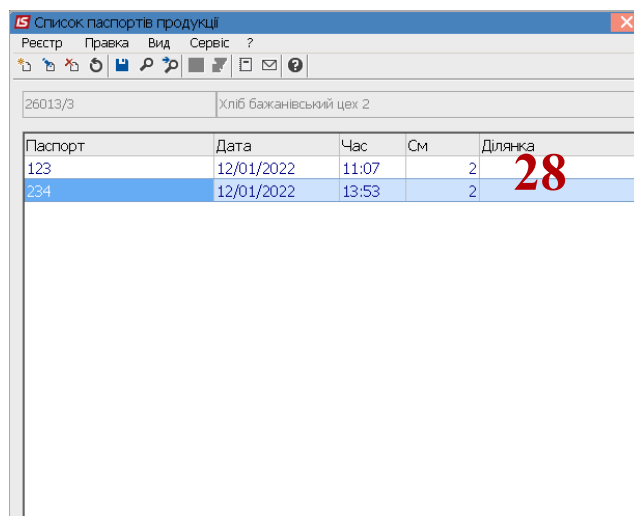 Список паспортів продукції
Реєстр Правка Вид Сервіс ?
26013/3 Хліб бажанівський цех 2
Паспорт Дата Час См Ділянка
123 12/01/2022 11:07 2
28
234 12/01/2022 13:53 2